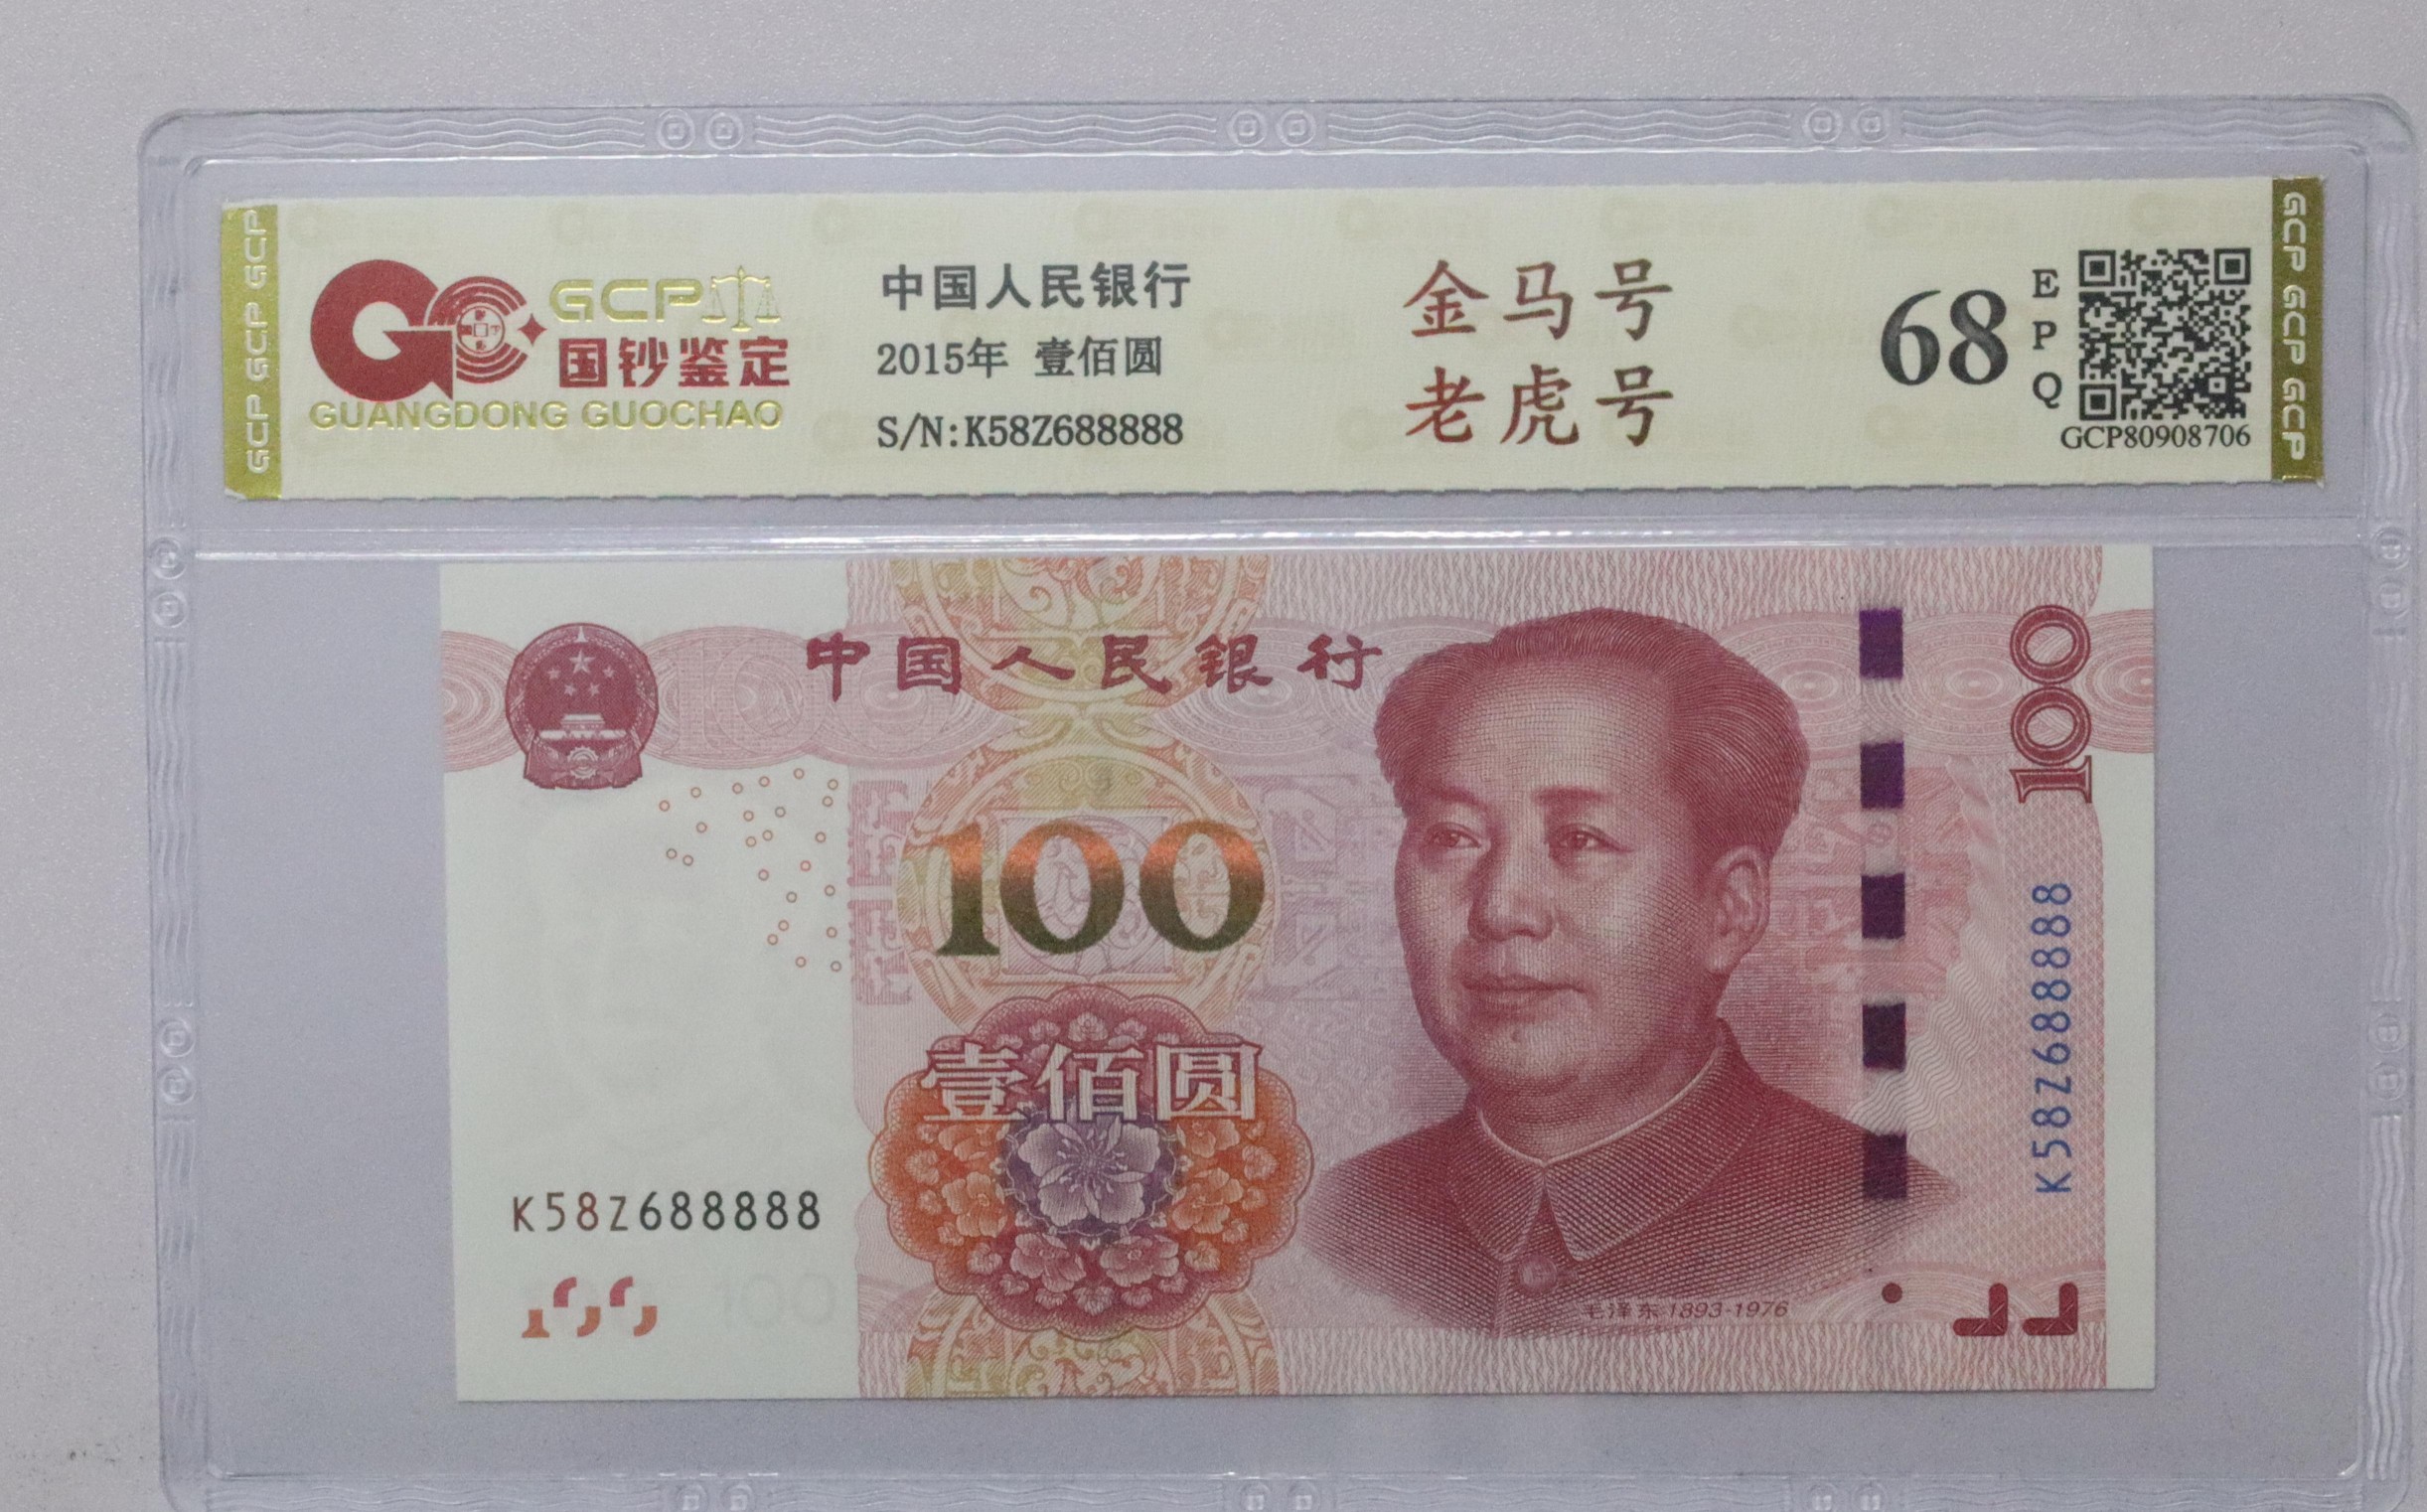 GCP GCP GCP
GCP
国钞鉴定
GUANGDONG GUOCHAO
中国人民银行
2015年 壹佰圆
S/N:K58Z688888
金马号
老虎号
68
EPQ
GCP80908706
GCP GCP GCP
中国人民银行
100
100
壹佰圆
K58Z688888
K58Z688888
100
毛泽东 1893-1976